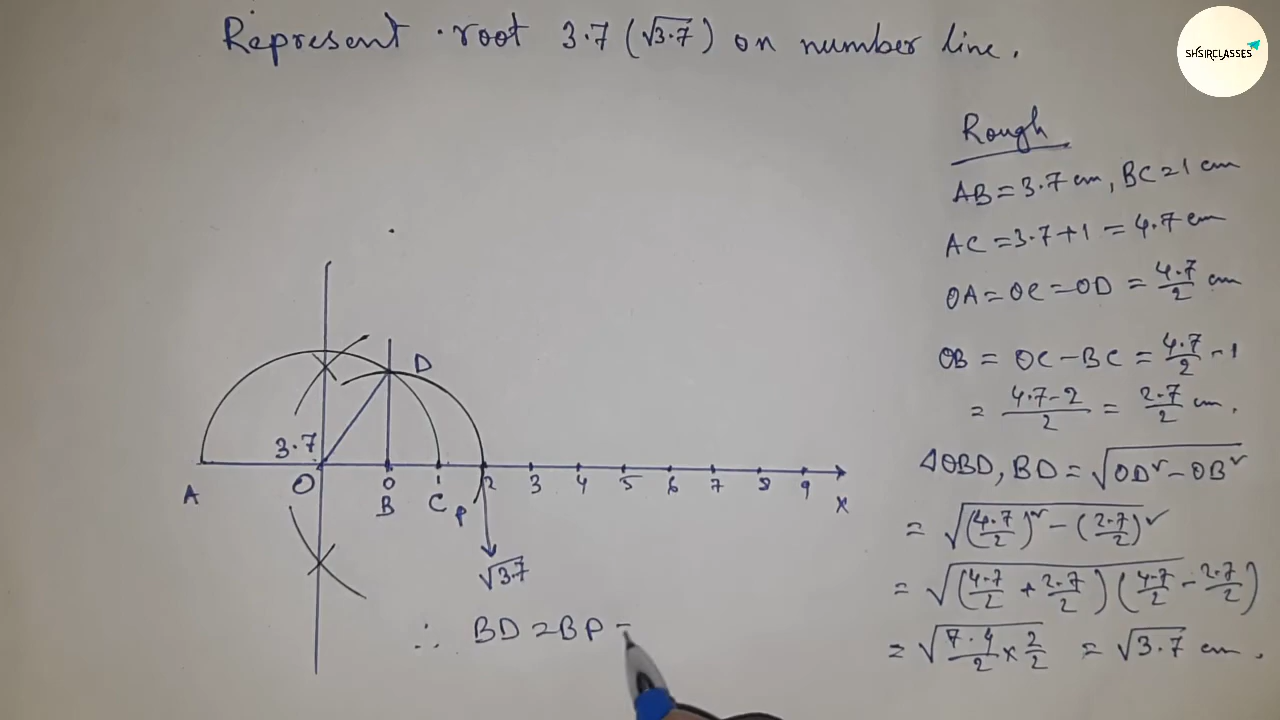 Represent root 3.7 (√3.7) on number line.
SHSIRCLASSES
Rough
AB = 3.7 cm, BC = 1 cm
AC = 3.7 + 1 = 4.7 cm
OA = OC = OD = 4.7/2 cm
OB = OC - BC = 4.7/2 - 1
= 4.7-2/2 = 2.7/2 cm.
△OBD, BD = √OD² - OB²
= √(4.7/2)² - (2.7/2)²
= √(4.7/2 + 2.7/2)(4.7/2 - 2.7/2)
= √7.4/2 × 2/2 = √3.7 cm.
D
3.7
A O 0 B C P 2 3 4 5 6 7 8 9 X
√3.7
∴ BD = BP -